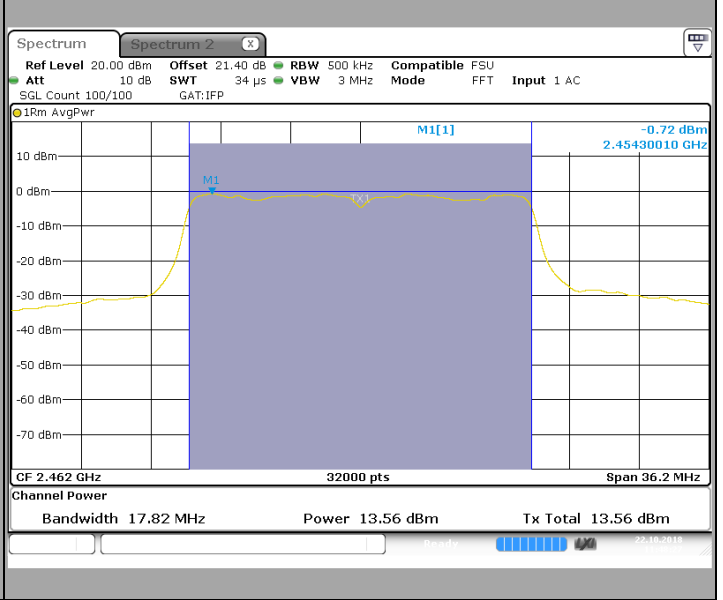 Spectrum Spectrum 2 X
Ref Level 20.00 dBm Offset 21.40 dB RBW 500 kHz Compatible FSU
Att 10 dB SWT 34 µs VBW 3 MHz Mode FFT Input 1 AC
SGL Count 100/100 GAT:IFP
1Rm AvgPwr
M1[1] -0.72 dBm
2.45430010 GHz
10 dBm
M1
0 dBm
TX1
-10 dBm
-20 dBm
-30 dBm
-40 dBm
-50 dBm
-60 dBm
-70 dBm
CF 2.462 GHz 32000 pts Span 36.2 MHz
Channel Power
Bandwidth 17.82 MHz Power 13.56 dBm Tx Total 13.56 dBm
Ready 22.10.2018